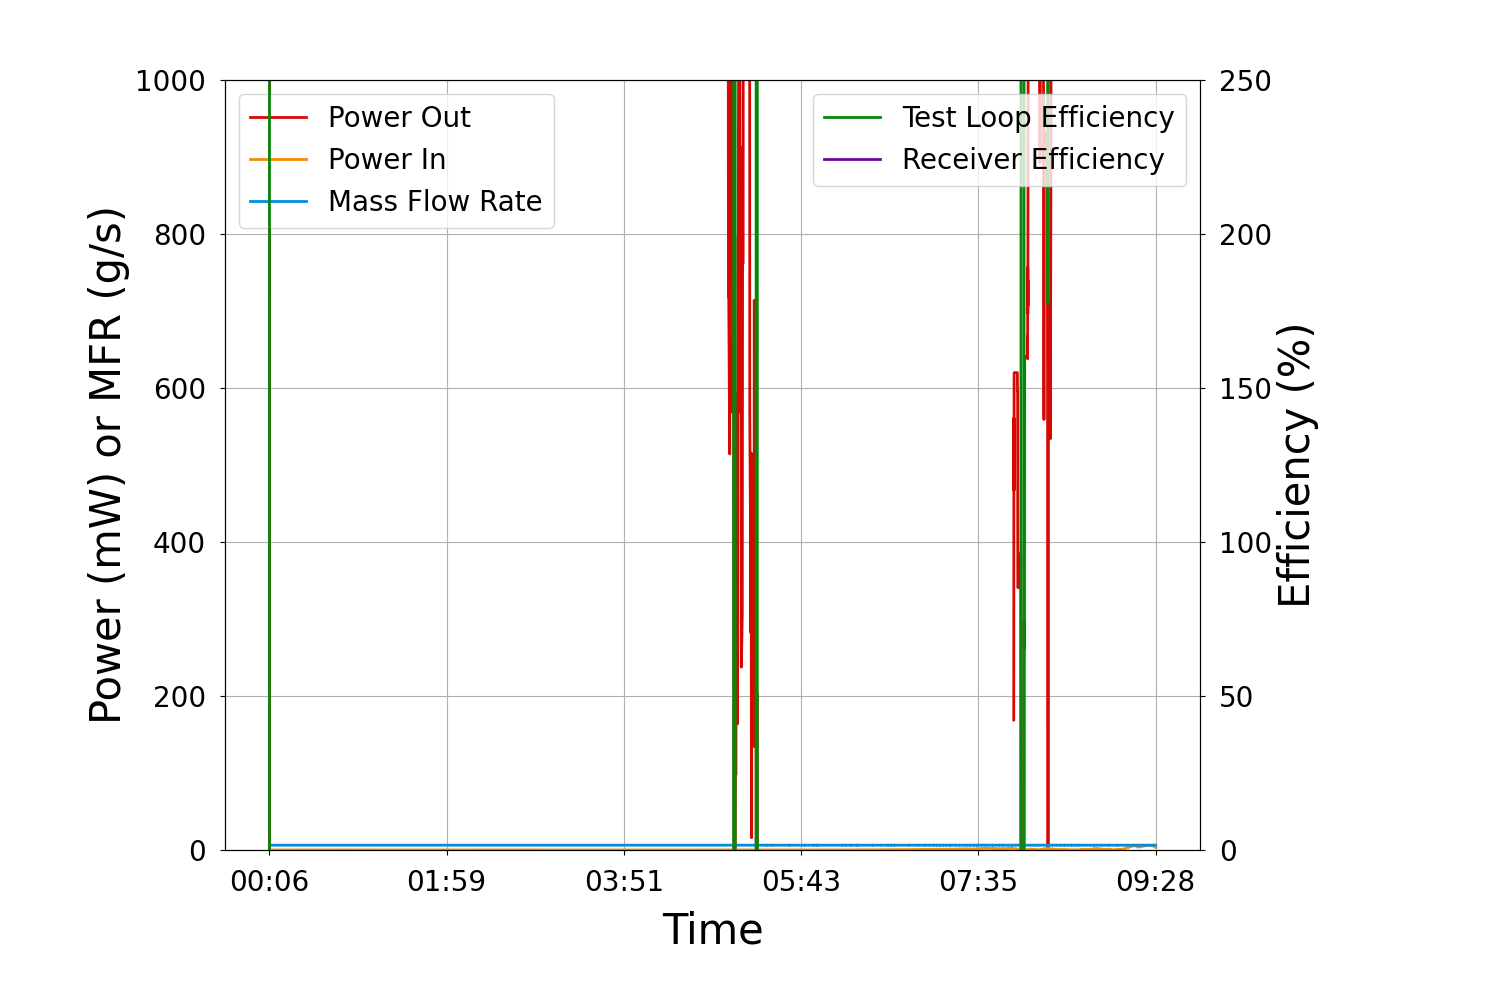 1000
800
600
400
200
0
Power (mW) or MFR (g/s)
Power Out
Power In
Mass Flow Rate
Test Loop Efficiency
Receiver Efficiency
250
200
150
100
50
0
Efficiency (%)
00:06 01:59 03:51 05:43 07:35 09:28
Time